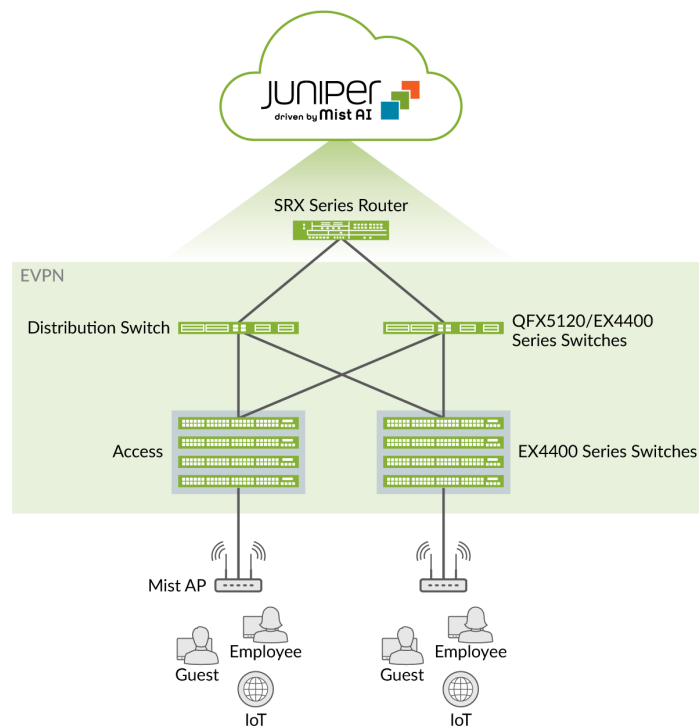 JUNIPer
driven by Mist AI
SRX Series Router
EVPN
Distribution Switch
QFX5120/EX4400
Series Switches
Access
EX4400 Series Switches
Mist AP
Employee
Guest
IoT
Employee
Guest
IoT